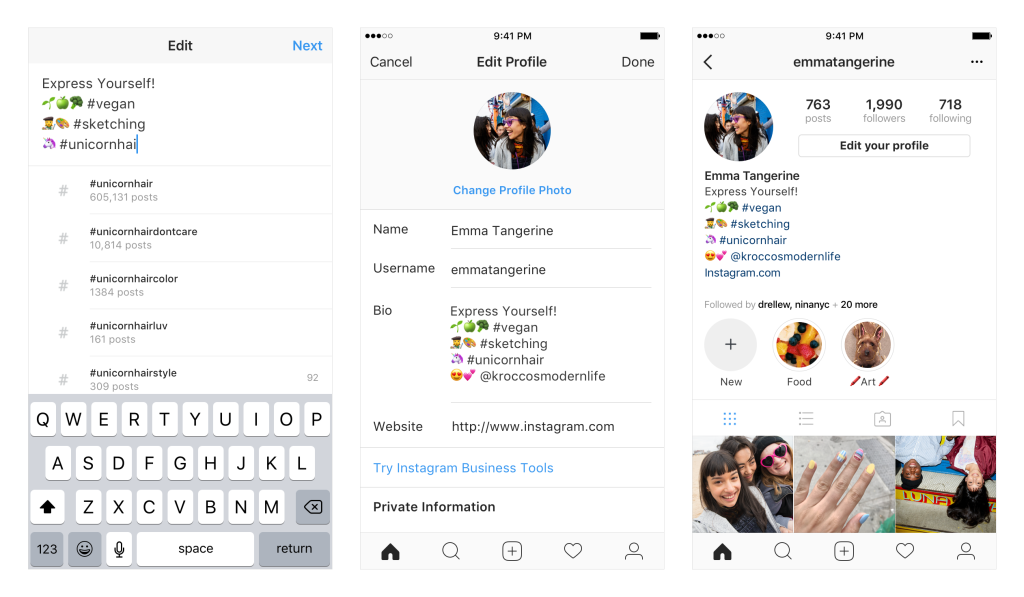 Edit
Next
Express Yourself!
🌱🍏🥦 #vegan
👨‍🎨🎨 #sketching
🦄 #unicornhai
# #unicornhair
605,131 posts
# #unicornhairdontcare
10,814 posts
# #unicornhaircolor
1384 posts
# #unicornhairluv
161 posts
# #unicornhairstyle
309 posts
92
Q W E R T Y U I O P
A S D F G H J K L
Z X C V B N M
123 space return
9:41 PM
Cancel Edit Profile Done
Change Profile Photo
Name Emma Tangerine
Username emmatangerine
Bio Express Yourself!
🌱🍏🥦 #vegan
👨‍🎨🎨 #sketching
🦄 #unicornhair
😍💕 @kroccosmodernlife
Website http://www.instagram.com
Try Instagram Business Tools
Private Information
9:41 PM
emmatangerine
763 1,990 718
posts followers following
Edit your profile
Emma Tangerine
Express Yourself!
🌱🍏🥦 #vegan
👨‍🎨🎨 #sketching
🦄 #unicornhair
😍💕 @kroccosmodernlife
Instagram.com
Followed by drellew, ninanyc + 20 more
New Food 🖍Art🖍